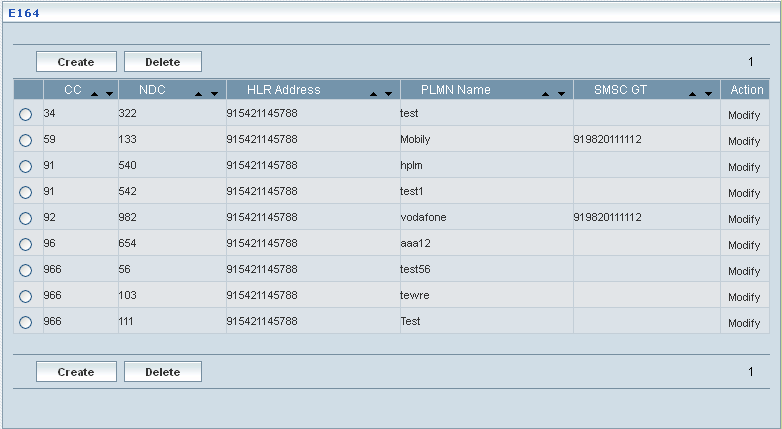 E164
Create Delete 1
CC NDC HLR Address PLMN Name SMSC GT Action
34 322 915421145788 test Modify
59 133 915421145788 Mobily 919820111112 Modify
91 540 915421145788 hplm Modify
91 542 915421145788 test1 Modify
92 982 915421145788 vodafone 919820111112 Modify
96 654 915421145788 aaa12 Modify
966 56 915421145788 test56 Modify
966 103 915421145788 tewre Modify
966 111 915421145788 Test Modify
Create Delete 1